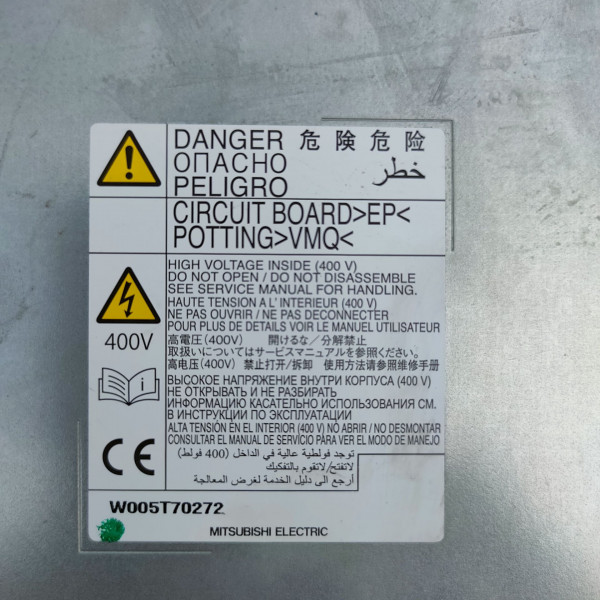 DANGER 危険 危险
ОПАСНО
خطر
PELIGRO
CIRCUIT BOARD>EP<
POTTING>VMQ<
HIGH VOLTAGE INSIDE (400 V)
DO NOT OPEN / DO NOT DISASSEMBLE
SEE SERVICE MANUAL FOR HANDLING.
HAUTE TENSION A L' INTERIEUR (400 V)
NE PAS OUVRIR / NE PAS DECONNECTER
POUR PLUS DE DETAILS VOIR LE MANUEL UTILISATEUR
400V
高電圧(400V) 開けるな/分解禁止
取扱いについてはサービスマニュアルを参照ください。
高电压(400V) 禁止打开/拆卸 使用方法请参照维修手册
i
ВЫСОКОЕ НАПРЯЖЕНИЕ ВНУТРИ КОРПУСА (400 V)
НЕ ОТКРЫВАТЬ И НЕ РАЗБИРАТЬ
ИНФОРМАЦИЮ КАСАТЕЛЬНО ИСПОЛЬЗОВАНИЯ СМ.
В ИНСТРУКЦИИ ПО ЭКСПЛУАТАЦИИ
ALTA TENSIÓN EN EL INTERIOR (400 V) NO ABRIR / NO DESMONTAR
CONSULTAR EL MANUAL DE SERVICIO PARA VER EL MODO DE MANEJO
CE
توجد فولطية عالية في الداخل (400 فولط)
لاتفتح/لاتقوم بالتفكيك
ارجع الى دليل الخدمة لغرض المعالجة
W005T70272
MITSUBISHI ELECTRIC